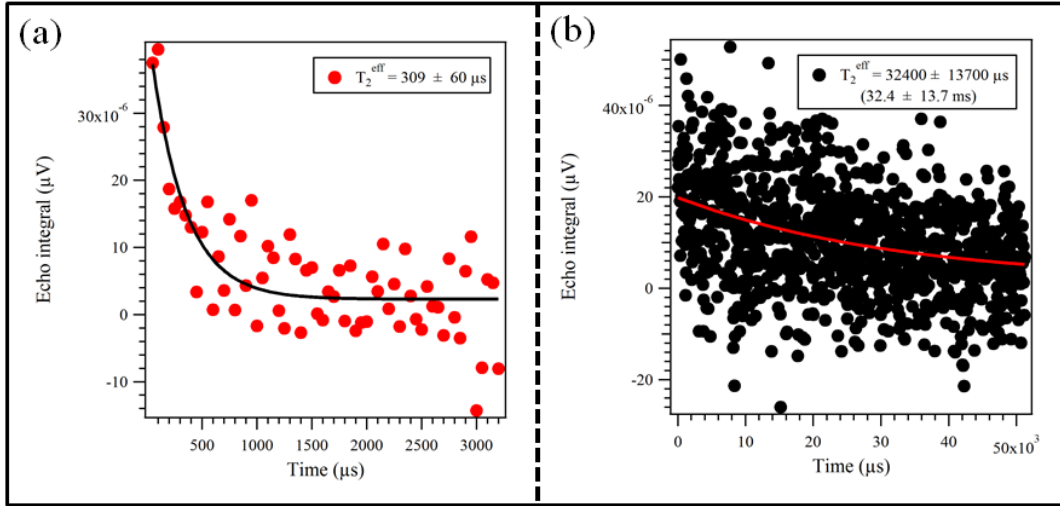 (a)
T₂ᵉᶠᶠ = 309 ± 60 µs
30x10⁻⁶
20
10
0
-10
Echo integral (µV)
500 1000 1500 2000 2500 3000
Time (µs)
(b)
T₂ᵉᶠᶠ = 32400 ± 13700 µs
(32.4 ± 13.7 ms)
40x10⁻⁶
20
0
-20
Echo integral (µV)
0 10 20 30 40 50x10³
Time (µs)